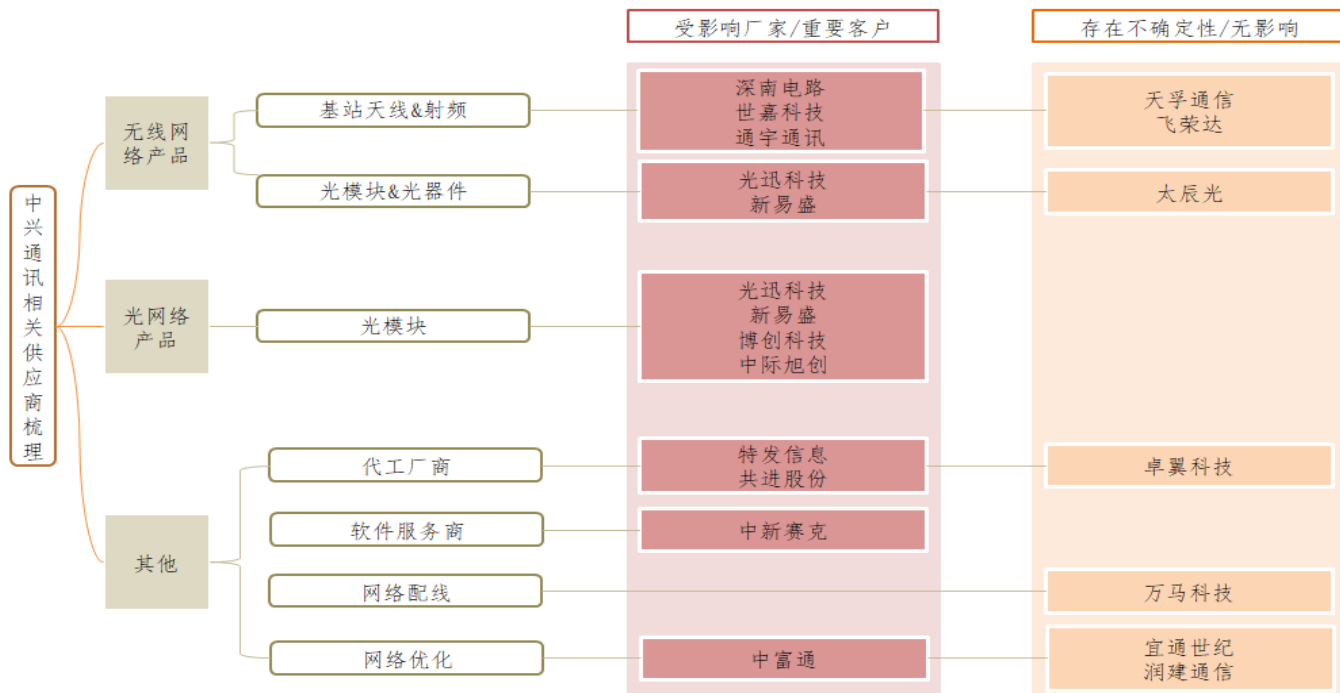 受影响厂家/重要客户
存在不确定性/无影响
中兴通讯相关供应商梳理
无线网
络产品
基站天线&射频
深南电路
世嘉科技
通宇通讯
天孚通信
飞荣达
光模块&光器件
光迅科技
新易盛
太辰光
光网络
产品
光模块
光迅科技
新易盛
博创科技
中际旭创
其他
代工厂商
特发信息
共进股份
卓翼科技
软件服务商
中新赛克
网络配线
万马科技
网络优化
中富通
宜通世纪
润建通信